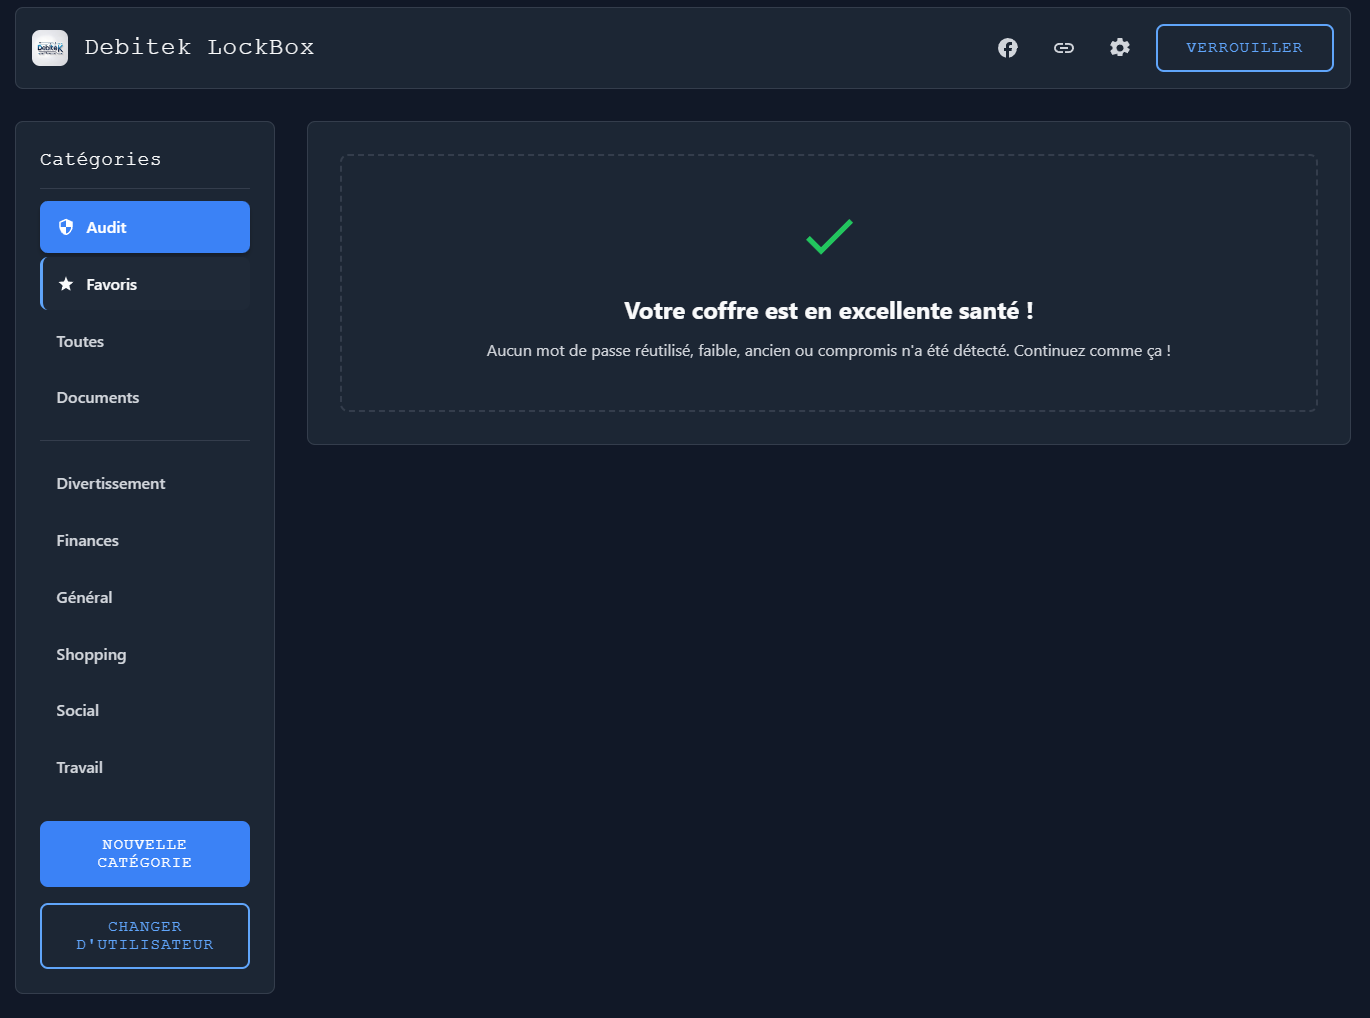 DebiteK
Debitek LockBox
VERROUILLER
Catégories
Audit
Favoris
Toutes
Documents
Divertissement
Finances
Général
Shopping
Social
Travail
NOUVELLE
CATÉGORIE
CHANGER
D'UTILISATEUR
Votre coffre est en excellente santé !
Aucun mot de passe réutilisé, faible, ancien ou compromis n'a été détecté. Continuez comme ça !